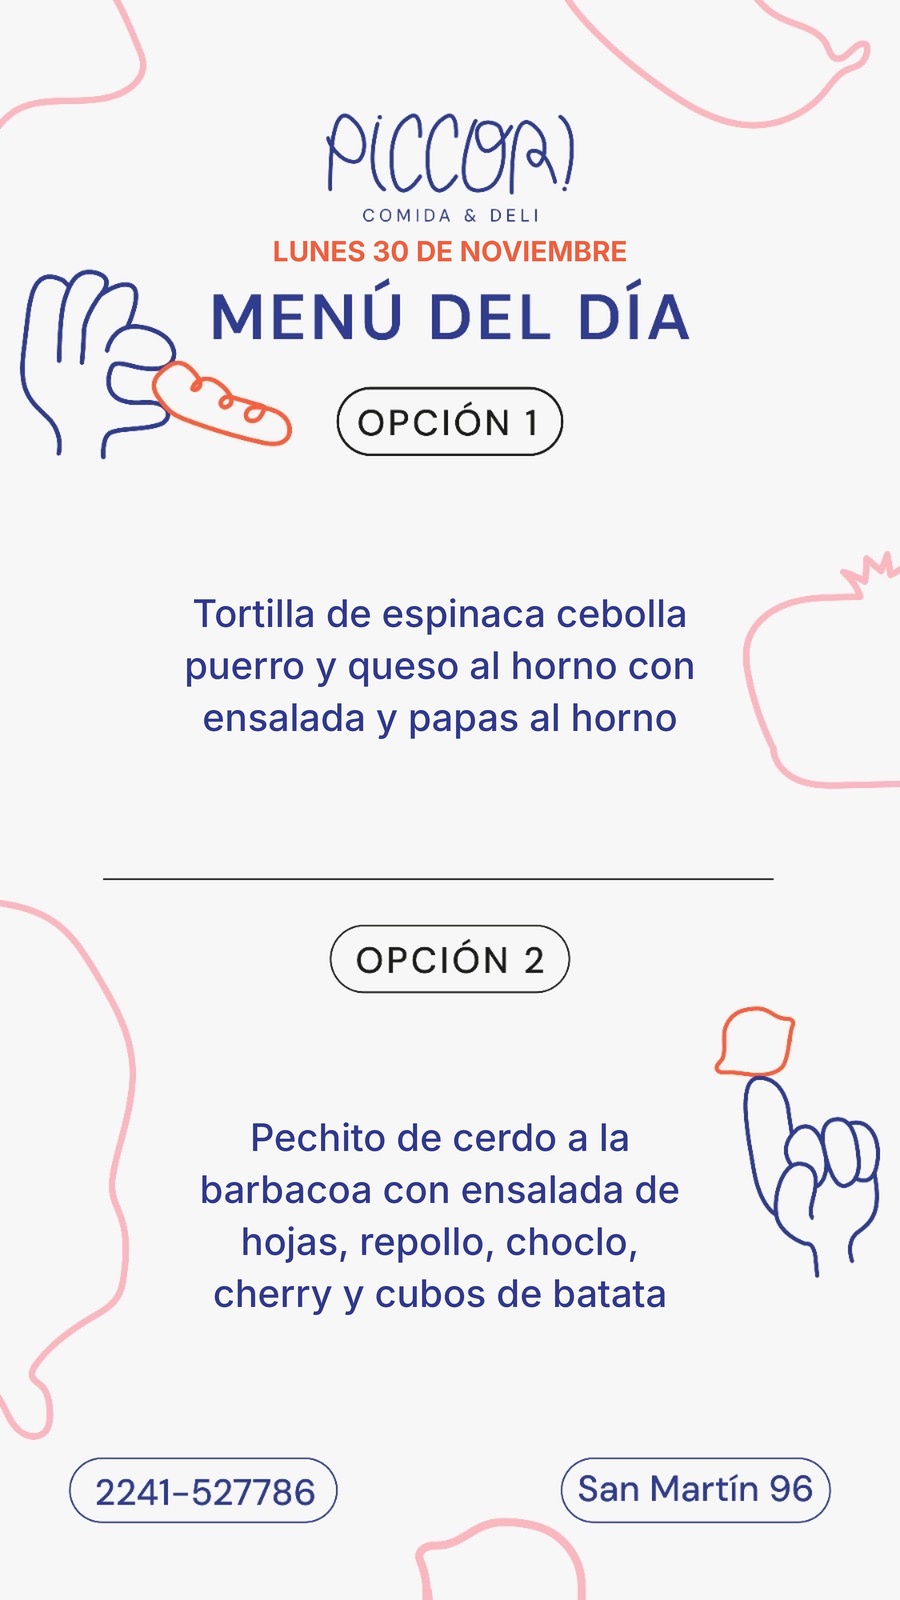 PiCCOR!
COMIDA & DELI
LUNES 30 DE NOVIEMBRE
MENÚ DEL DÍA
OPCIÓN 1
Tortilla de espinaca cebolla
puerro y queso al horno con
ensalada y papas al horno
OPCIÓN 2
Pechito de cerdo a la
barbacoa con ensalada de
hojas, repollo, choclo,
cherry y cubos de batata
2241-527786
San Martín 96